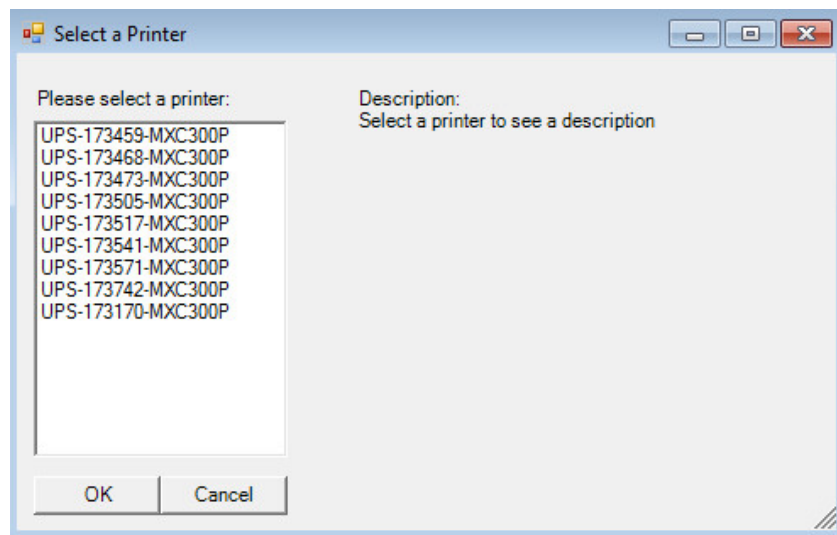 Select a Printer
Please select a printer:
UPS-173459-MXC300P
UPS-173468-MXC300P
UPS-173473-MXC300P
UPS-173505-MXC300P
UPS-173517-MXC300P
UPS-173541-MXC300P
UPS-173571-MXC300P
UPS-173742-MXC300P
UPS-173170-MXC300P
OK
Cancel
Description:
Select a printer to see a description